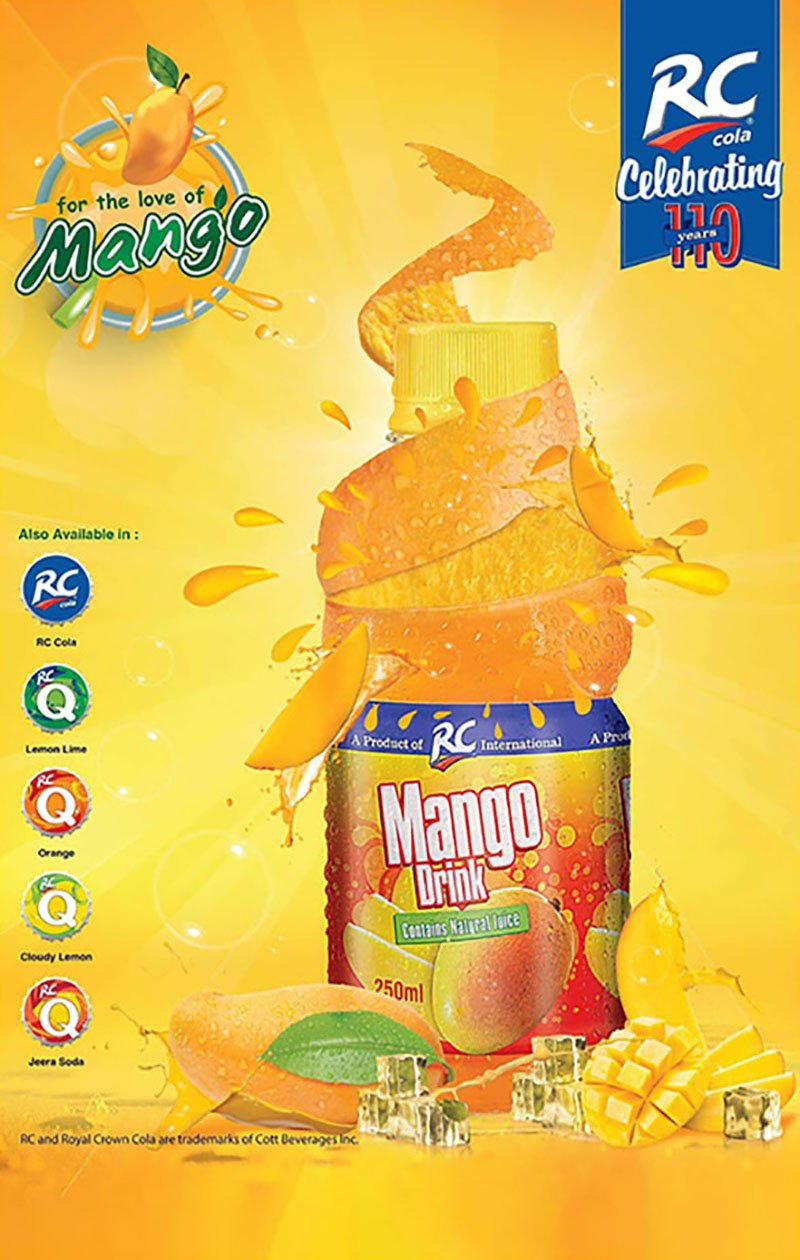 for the love of
Mango
RC
cola
Celebrating
110
years
Also Available in :
RC
cola
RC Cola
RC
Q
Lemon Lime
RC
Q
Orange
RC
Q
Cloudy Lemon
RC
Q
Jeera Soda
A Product of RC International
A Pro
Mango
Drink
Contains Natural Juice
250ml
RC and Royal Crown Cola are trademarks of Cott Beverages Inc.